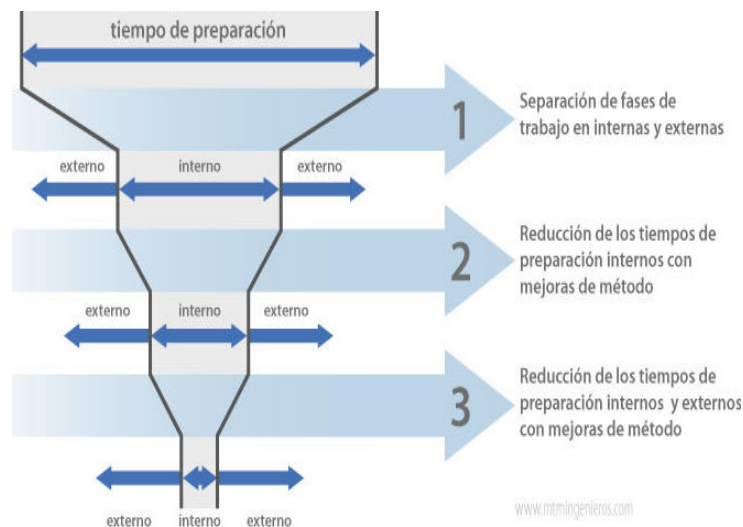 tiempo de preparación
1
Separación de fases de
trabajo en internas y externas
externo interno externo
2
Reducción de los tiempos de
preparación internos con
mejoras de método
externo interno externo
3
Reducción de los tiempos de
preparación internos y externos
con mejoras de método
externo interno externo
www.mtmingenieros.com